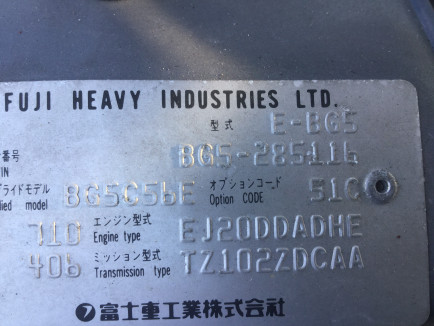 FUJI HEAVY INDUSTRIES LTD.
型式 E-BG5
番号
BG5-285116
IN
ライドモデル オプションコード
lied model BG5C56E Option CODE 51C
エンジン型式
710 Engine type EJ20DDADHE
ミッション型式
406 Transmission type TZ102ZDCAA
富士重工業株式会社